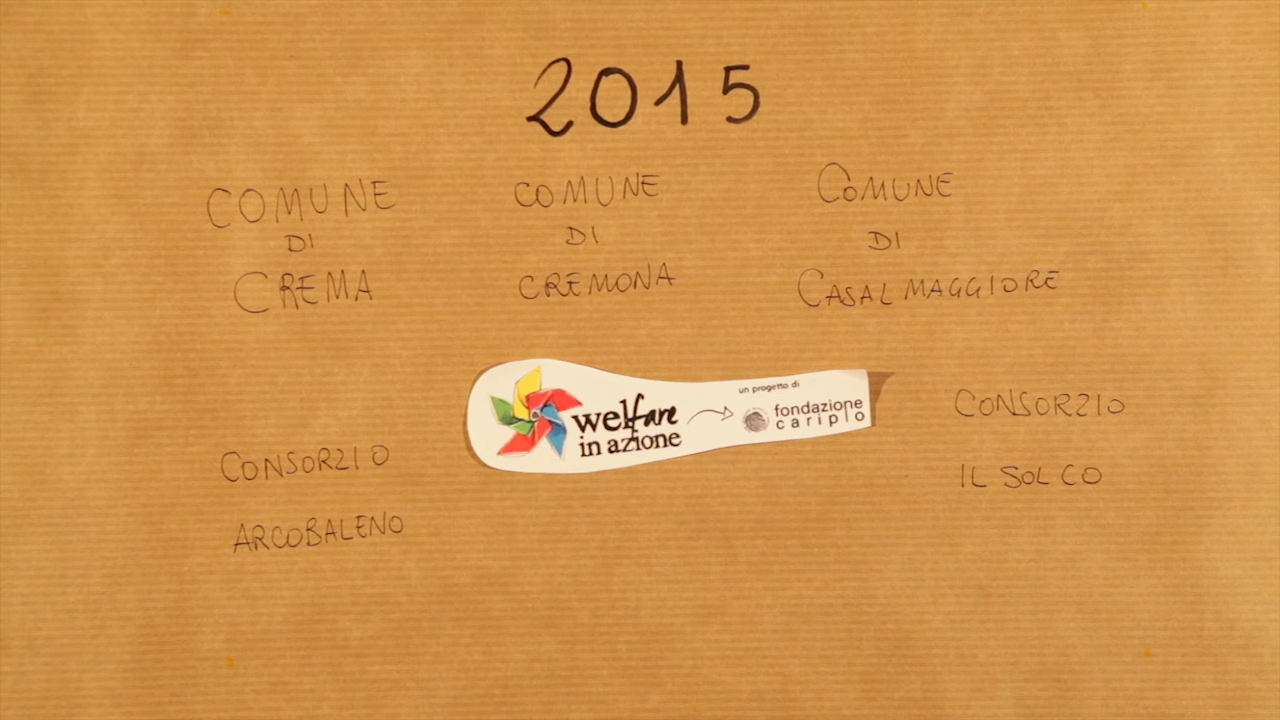 2015
COMUNE
DI
CREMA
COMUNE
DI
CREMONA
COMUNE
DI
CASALMAGGIORE
welfare
in azione
un progetto di
fondazione
cariplo
CONSORZIO
ARCOBALENO
CONSORZIO
IL SOLCO